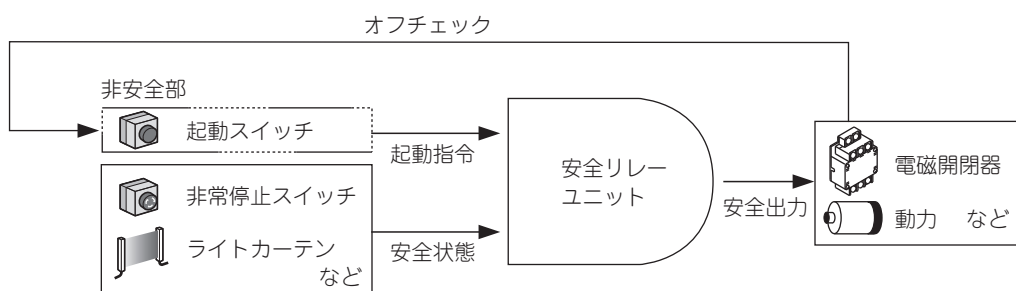 オフチェック
非安全部
起動スイッチ
起動指令
非常停止スイッチ
ライトカーテン
など
安全状態
安全リレー
ユニット
安全出力
電磁開閉器
動力 など